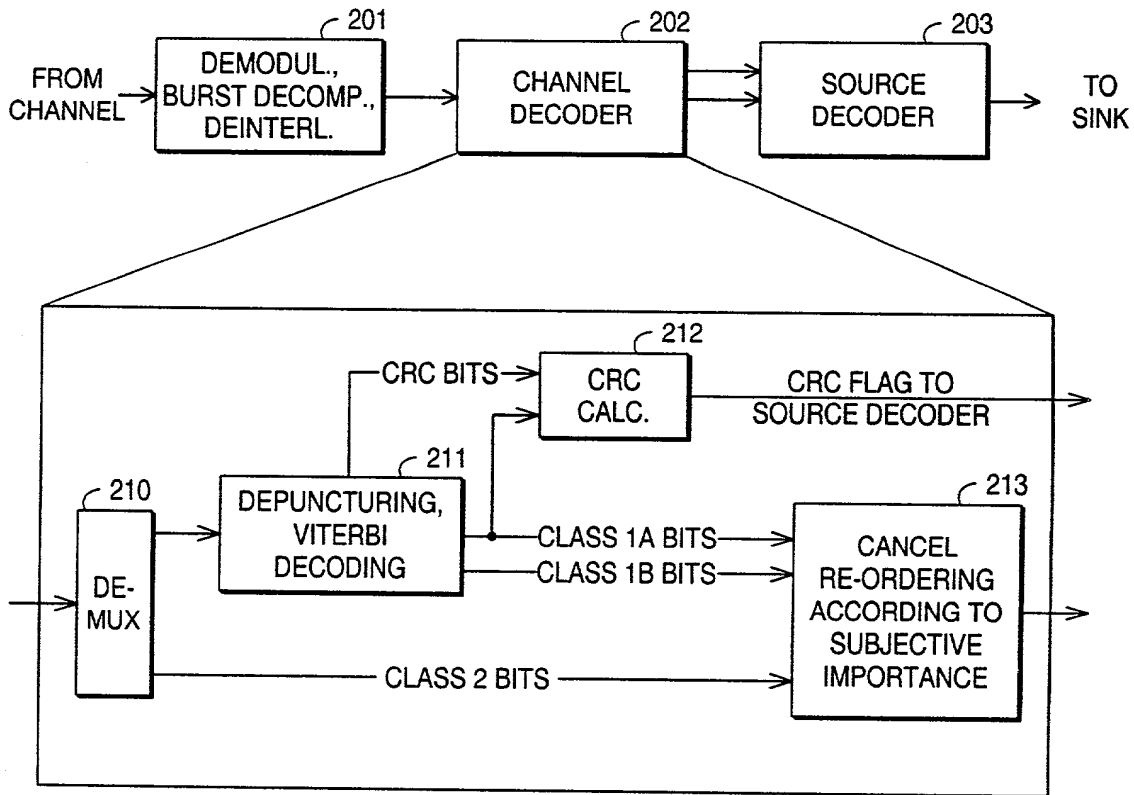 201
202
203
FROM
CHANNEL
DEMODUL.,
BURST DECOMP.,
DEINTERL.
CHANNEL
DECODER
SOURCE
DECODER
TO
SINK
212
CRC BITS
CRC
CALC.
CRC FLAG TO
SOURCE DECODER
210
211
213
DE-
MUX
DEPUNCTURING,
VITERBI
DECODING
CLASS 1A BITS
CLASS 1B BITS
CLASS 2 BITS
CANCEL
RE-ORDERING
ACCORDING TO
SUBJECTIVE
IMPORTANCE